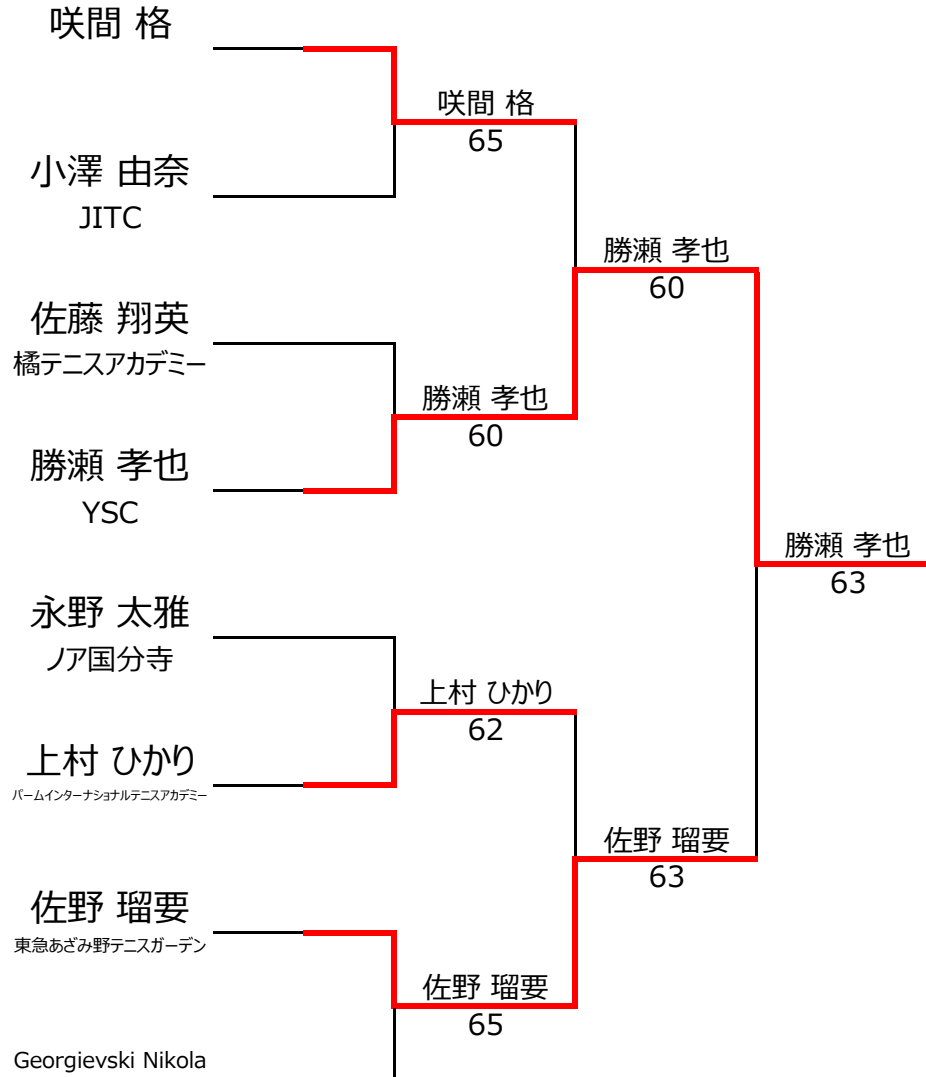 咲間 格
咲間 格
65
小澤 由奈
JITC
勝瀬 孝也
60
佐藤 翔英
橘テニスアカデミー
勝瀬 孝也
60
勝瀬 孝也
YSC
勝瀬 孝也
63
永野 太雅
ノア国分寺
上村 ひかり
62
上村 ひかり
パームインターナショナルテニスアカデミー
佐野 瑠要
63
佐野 瑠要
東急あざみ野テニスガーデン
佐野 瑠要
65
Georgievski Nikola